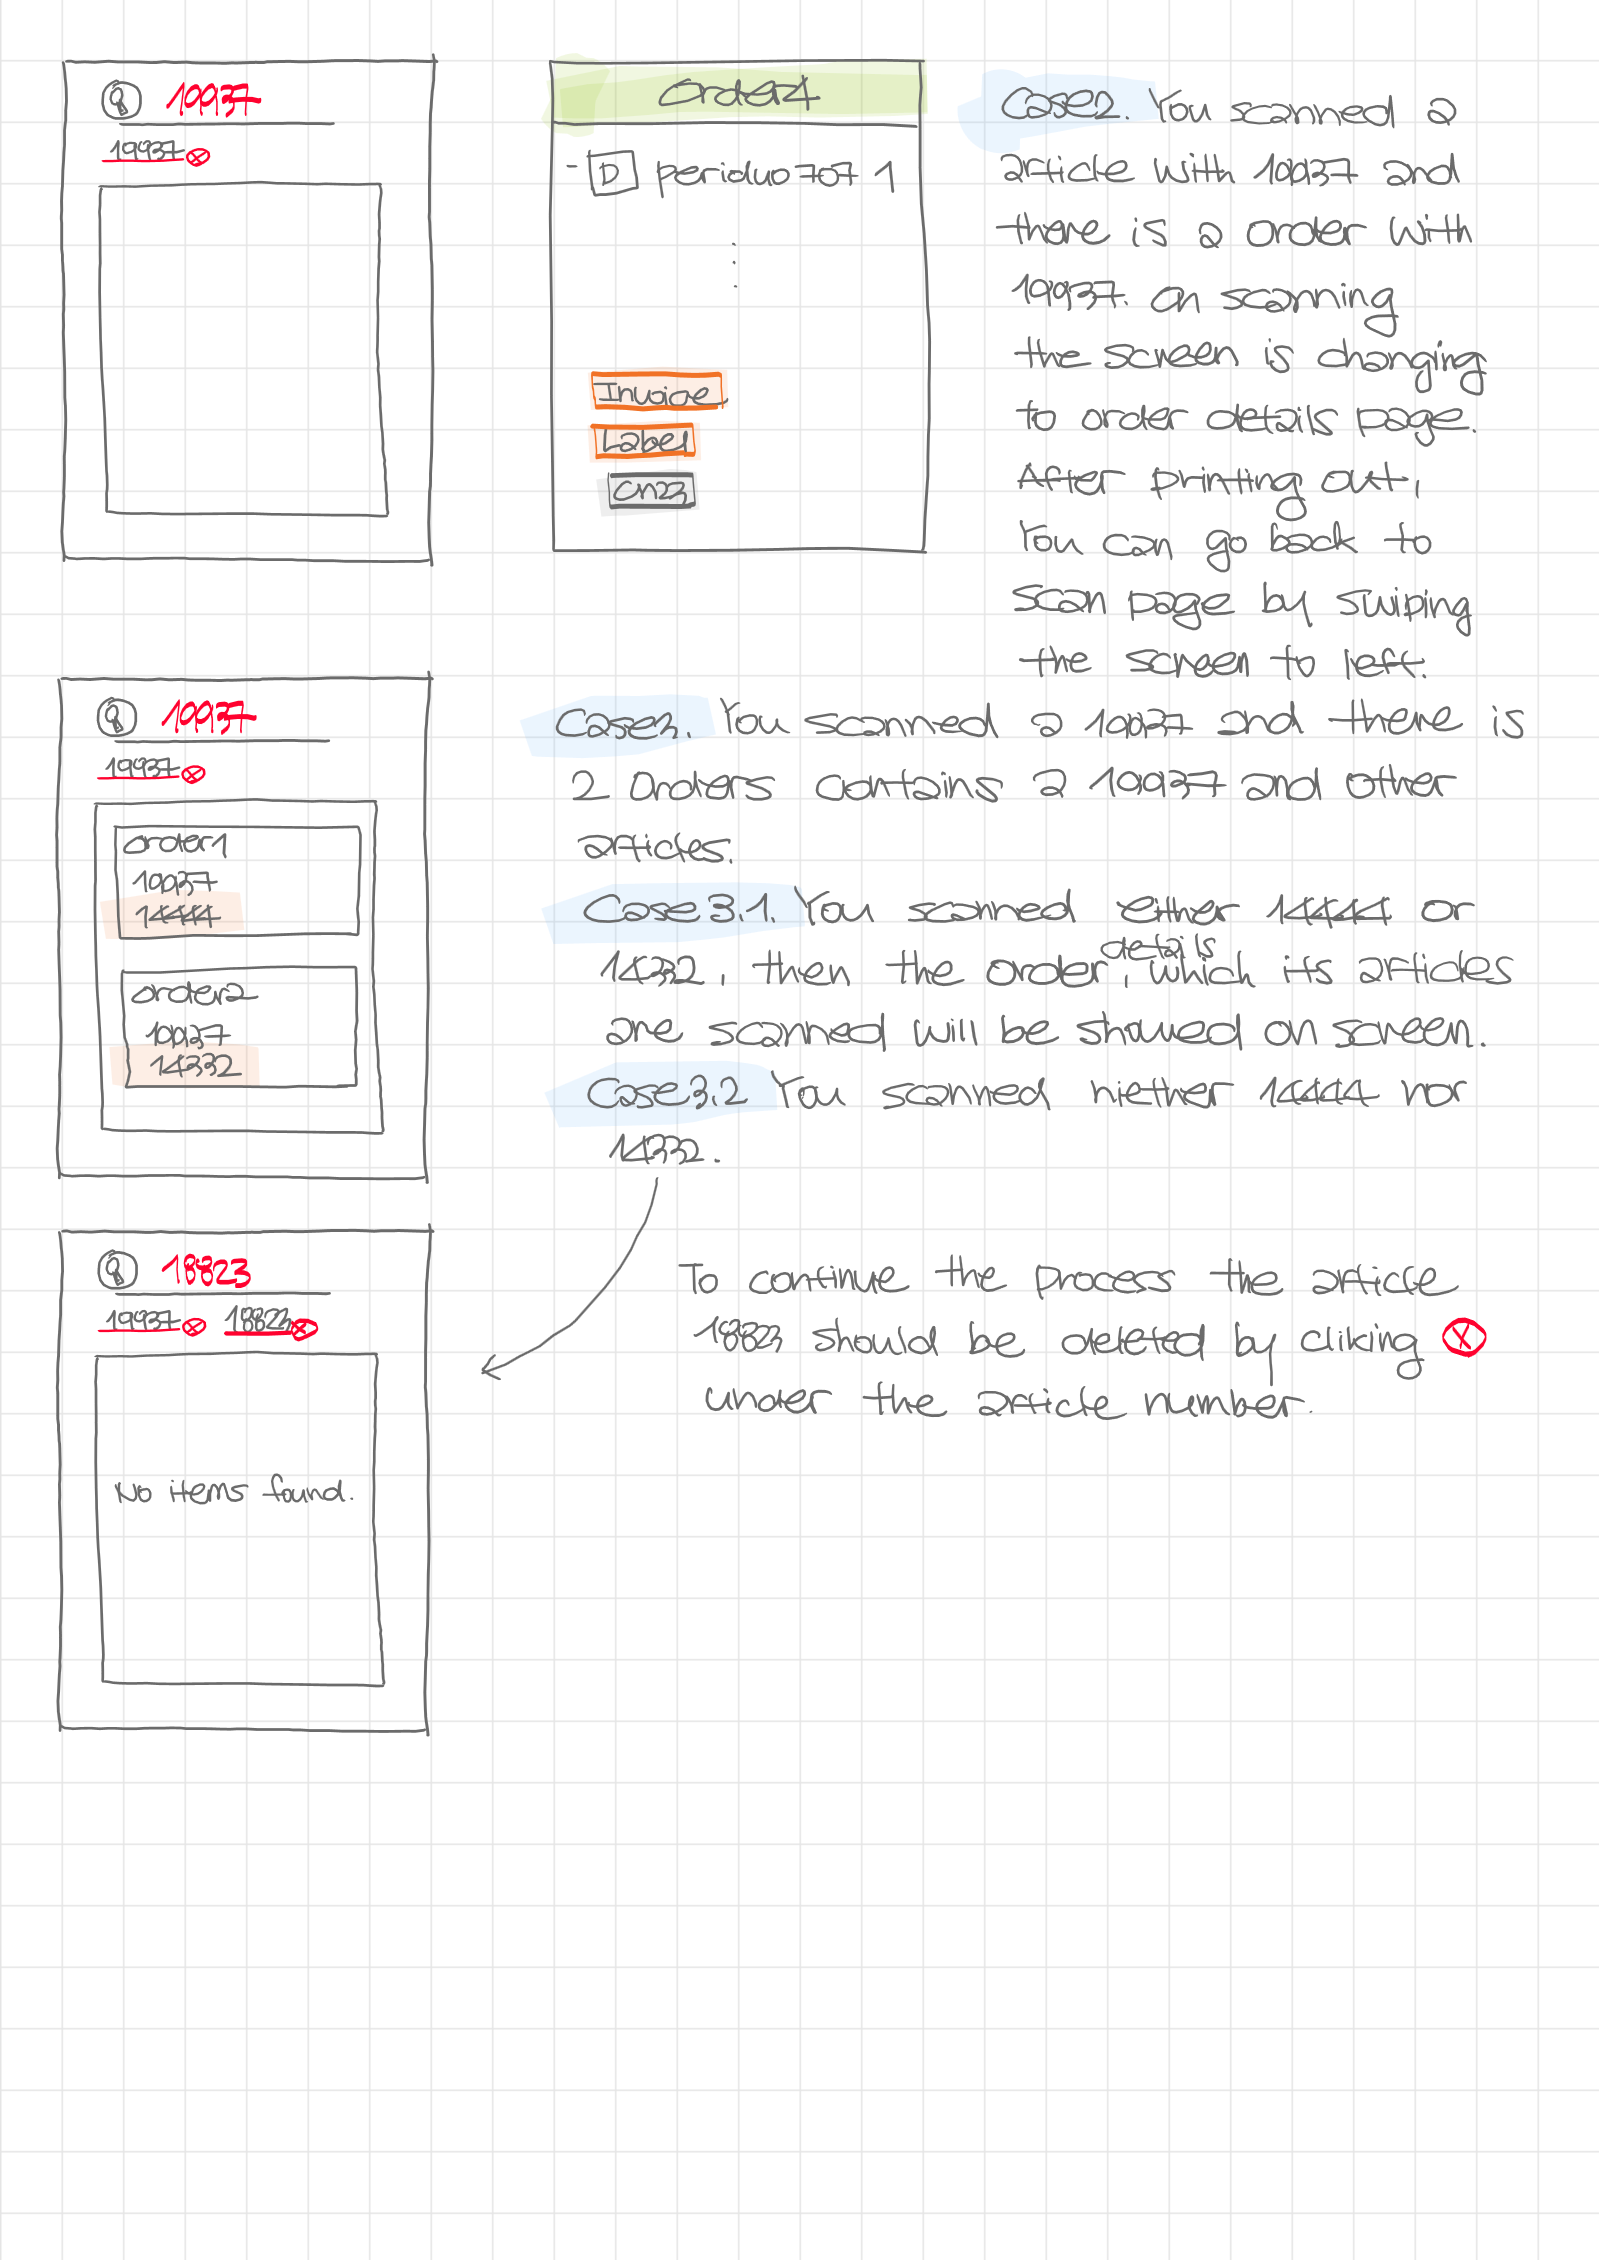 19937
19937
Order4
- D periduo 707 1
Invoice
Label
CN23
Case2. You scanned a
article with 19937 and
there is a order with
19937. On scanning
the screen is changing
to order details page.
After printing out,
You can go back to
scan page by swiping
the screen to left.
19937
19937
order1
19937
14444
order2
19937
14332
Case3. You scanned a 19937 and there is
2 Orders contains a 19937 and other
articles.
Case3.1. You scanned either 14444 or
14332, then the order details, which its articles
are scanned will be showed on screen.
Case3.2 You scanned niether 14444 nor
14332.
18823
19937 18823
No items found.
To continue the process the article
18823 should be deleted by cliking X
under the article number.